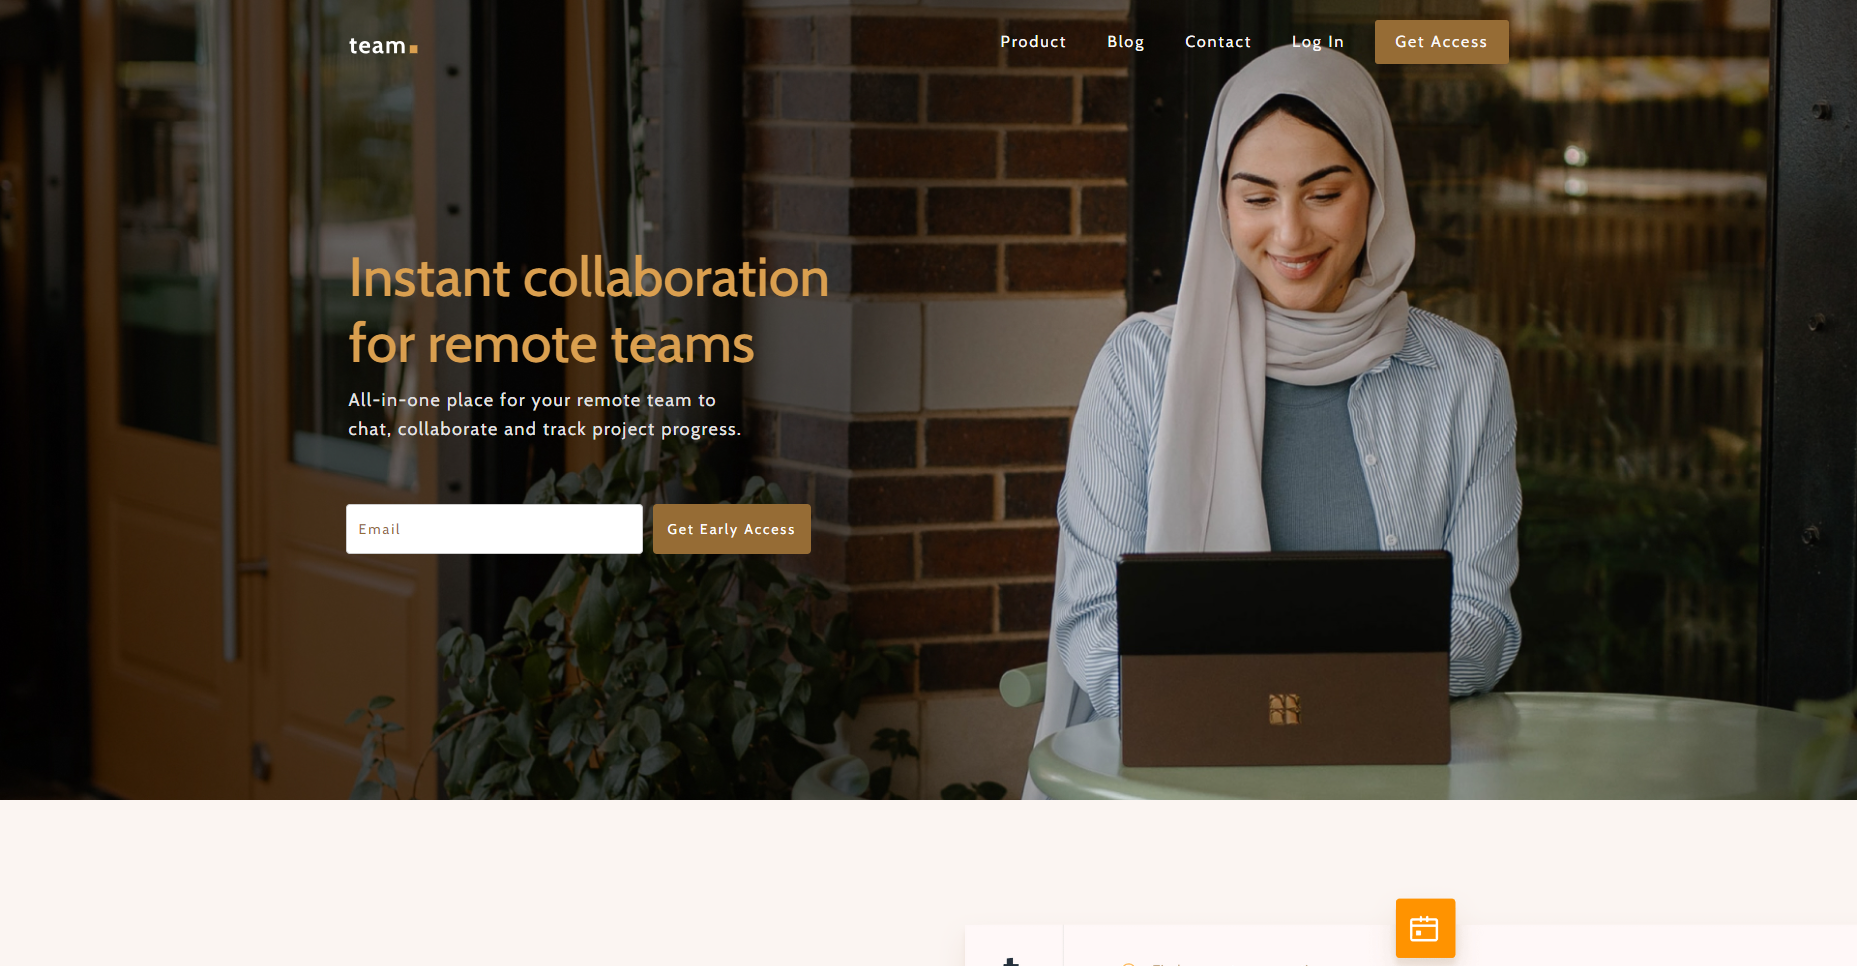 team
Product
Blog
Contact
Log In
Get Access
Instant collaboration
for remote teams
All-in-one place for your remote team to
chat, collaborate and track project progress.
Email
Get Early Access